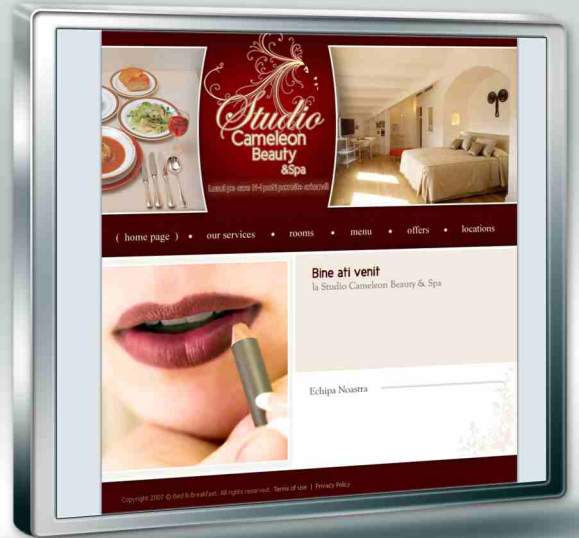 Studio
Cameleon
Beauty
&Spa
( home page ) • our services • rooms • menu • offers • locations
Bine ati venit
la Studio Cameleon Beauty & Spa
Echipa Noastra
Copyright 2007 © Bed & Breakfast. All rights reserved. Terms of use | Privacy Policy